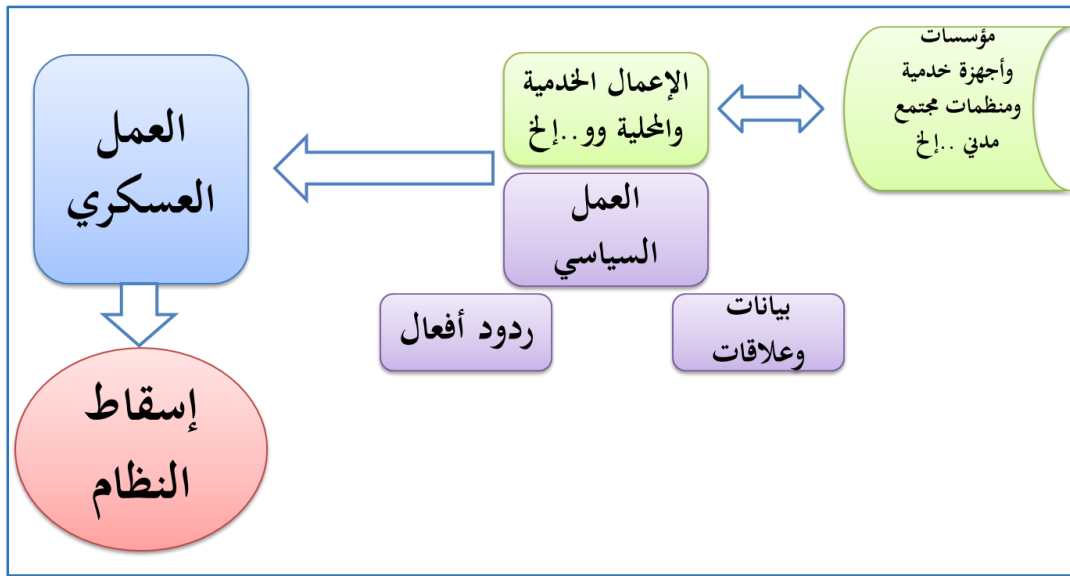 مؤسسات
وأجهزة خدمية
ومنظمات مجتمع
مدني ..إلخ
الإعمال الخدمية
والمحلية وو..إلخ
العمل
السياسي
بيانات
وعلاقات
ردود أفعال
العمل
العسكري
إسقاط
النظام